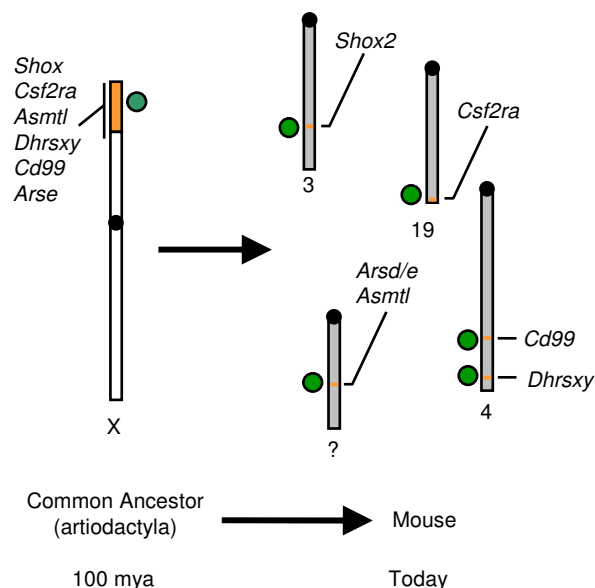 Shox
Csf2ra
Asmtl
Dhrsxy
Cd99
Arse
X
Shox2
3
Csf2ra
19
Arsd/e
Asmtl
?
Cd99
Dhrsxy
4
Common Ancestor
(artiodactyla)
Mouse
100 mya
Today